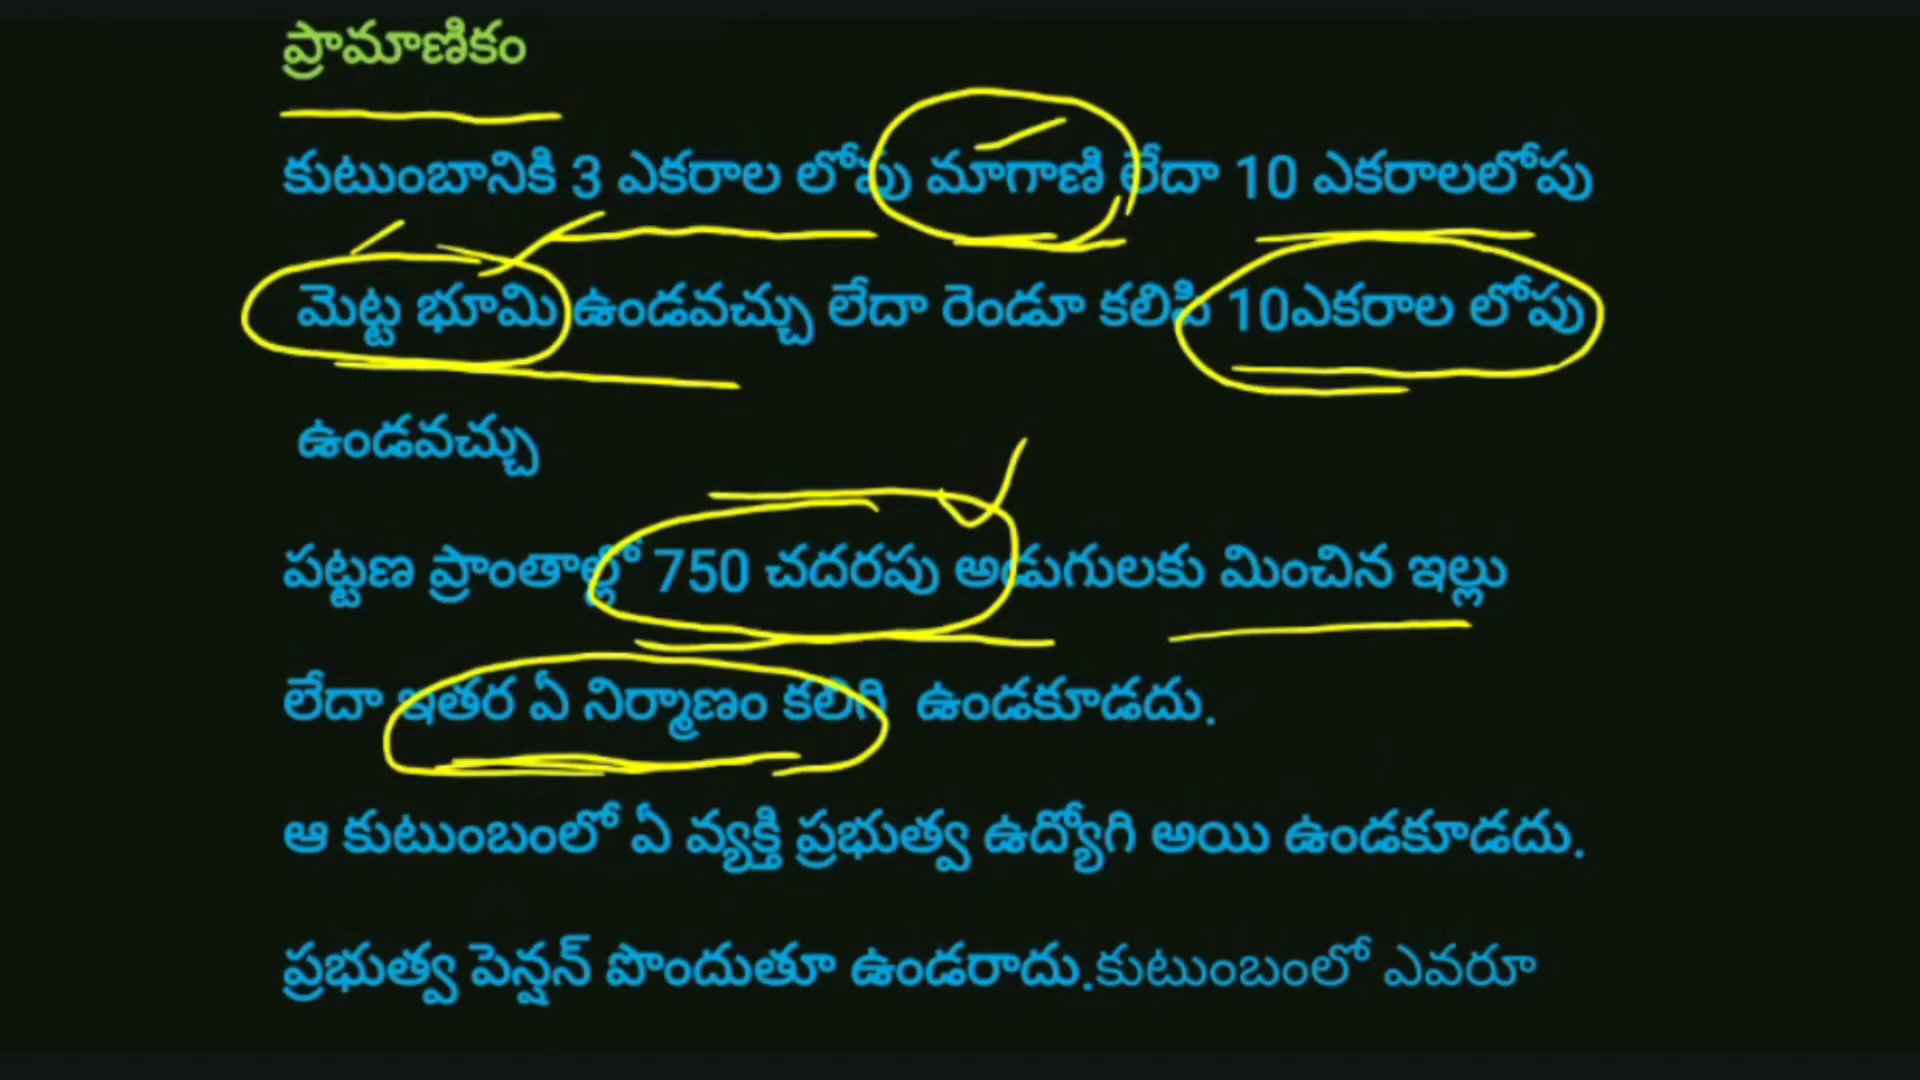 ప్రామాణికం
కుటుంబానికి 3 ఎకరాల లోపు మాగాణి లేదా 10 ఎకరాలలోపు
మెట్ట భూమి ఉండవచ్చు లేదా రెండూ కలిపి 10ఎకరాల లోపు
ఉండవచ్చు
పట్టణ ప్రాంతాల్లో 750 చదరపు అడుగులకు మించిన ఇల్లు
లేదా ఇతర ఏ నిర్మాణం కలిగి ఉండకూడదు.
ఆ కుటుంబంలో ఏ వ్యక్తి ప్రభుత్వ ఉద్యోగి అయి ఉండకూడదు.
ప్రభుత్వ పెన్షన్ పొందుతూ ఉండరాదు.కుటుంబంలో ఎవరూ